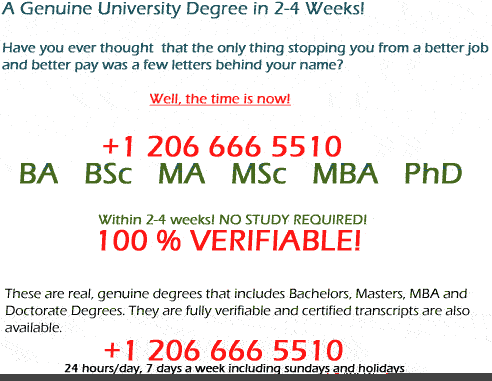 A Genuine University Degree in 2-4 Weeks!
Have you ever thought that the only thing stopping you from a better job
and better pay was a few letters behind your name?
Well, the time is now!
+1 206 666 5510
BA BSc MA MSc MBA PhD
Within 2-4 weeks! NO STUDY REQUIRED!
100 % VERIFIABLE!
These are real, genuine degrees that includes Bachelors, Masters, MBA and
Doctorate Degrees. They are fully verifiable and certified transcripts are also
available.
+1 206 666 5510
24 hours/day, 7 days a week including sundays and holidays